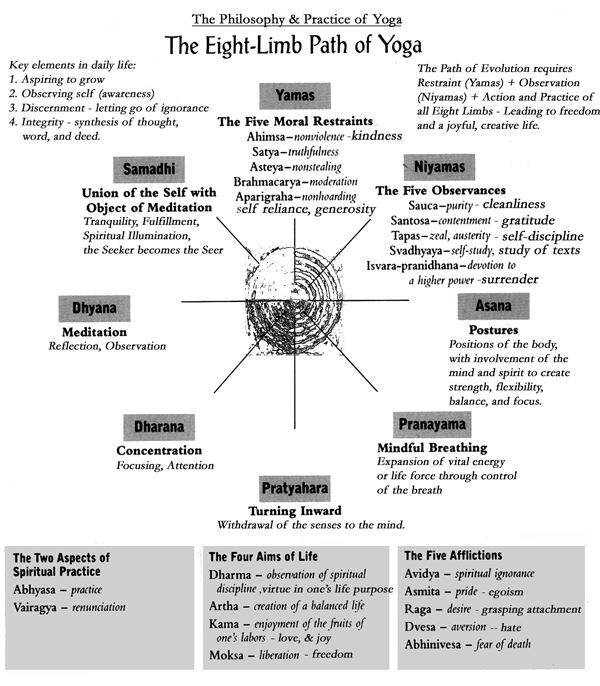 The Philosophy & Practice of Yoga
The Eight-Limb Path of Yoga
Key elements in daily life:
1. Aspiring to grow
2. Observing self (awareness)
3. Discernment - letting go of ignorance
4. Integrity - synthesis of thought,
word, and deed.
The Path of Evolution requires
Restraint (Yamas) + Observation
(Niyamas) + Action and Practice of
all Eight Limbs - Leading to freedom
and a joyful, creative life.
Yamas
The Five Moral Restraints
Ahimsa–nonviolence -kindness
Satya–truthfulness
Asteya–nonstealing
Brahmacarya–moderation
Aparigraha–nonhoarding
self reliance, generosity
Niyamas
The Five Observances
Sauca–purity - cleanliness
Santosa–contentment - gratitude
Tapas–zeal, austerity - self-discipline
Svadhyaya–self-study, study of texts
Isvara-pranidhana–devotion to
a higher power -surrender
Asana
Postures
Positions of the body,
with involvement of the
mind and spirit to create
strength, flexibility,
balance, and focus.
Pranayama
Mindful Breathing
Expansion of vital energy
or life force through control
of the breath
Pratyahara
Turning Inward
Withdrawal of the senses to the mind.
Dharana
Concentration
Focusing, Attention
Dhyana
Meditation
Reflection, Observation
Samadhi
Union of the Self with
Object of Meditation
Tranquility, Fulfillment,
Spiritual Illumination,
the Seeker becomes the Seer
The Two Aspects of
Spiritual Practice
Abhyasa – practice
Vairagya – renunciation
The Four Aims of Life
Dharma – observation of spiritual
discipline ,virtue in one's life purpose
Artha – creation of a balanced life
Kama – enjoyment of the fruits of
one's labors - love, & joy
Moksa – liberation - freedom
The Five Afflictions
Avidya – spiritual ignorance
Asmita – pride - egoism
Raga – desire - grasping attachment
Dvesa – aversion -- hate
Abhinivesa – fear of death